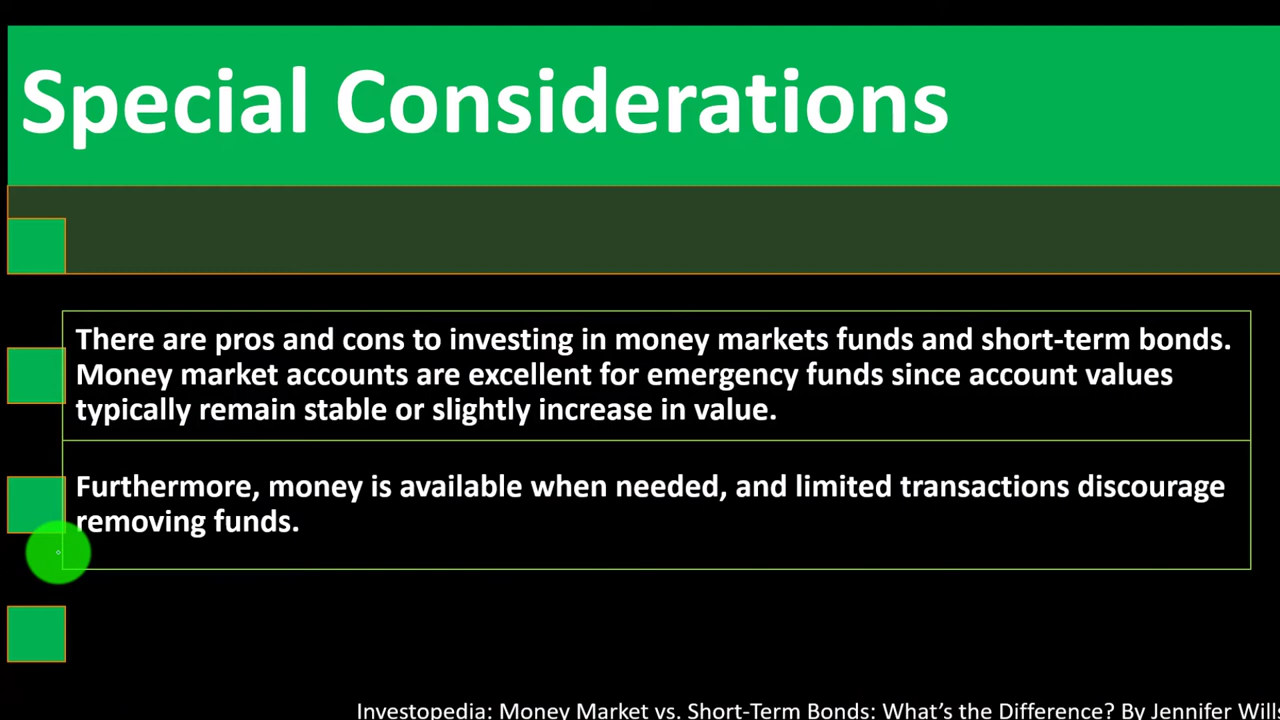 Special Considerations
There are pros and cons to investing in money markets funds and short-term bonds.
Money market accounts are excellent for emergency funds since account values
typically remain stable or slightly increase in value.
Furthermore, money is available when needed, and limited transactions discourage
removing funds.
Investopedia: Money Market vs. Short-Term Bonds: What's the Difference? By Jennifer Will